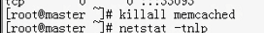 [root@master ~]# killall memcached
[root@master ~]# netstat -tnlp